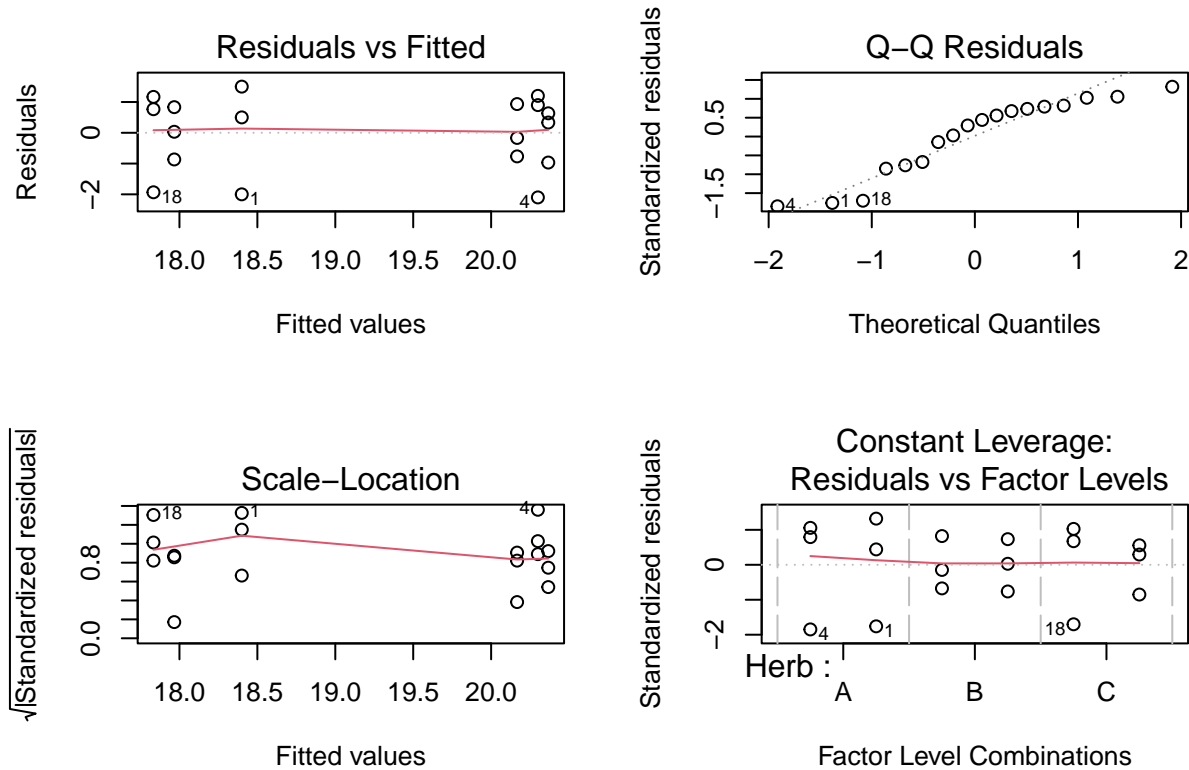 Residuals vs Fitted
Residuals
0
−2
18
1
4
18.0 18.5 19.0 19.5 20.0
Fitted values
Q−Q Residuals
Standardized residuals
0.5
−1.5
4
1
18
−2 −1 0 1 2
Theoretical Quantiles
Scale−Location
√|Standardized residuals|
0.8
0.0
18
1
4
18.0 18.5 19.0 19.5 20.0
Fitted values
Constant Leverage:
Residuals vs Factor Levels
Standardized residuals
0
−2
4
1
18
Herb :
A B C
Factor Level Combinations